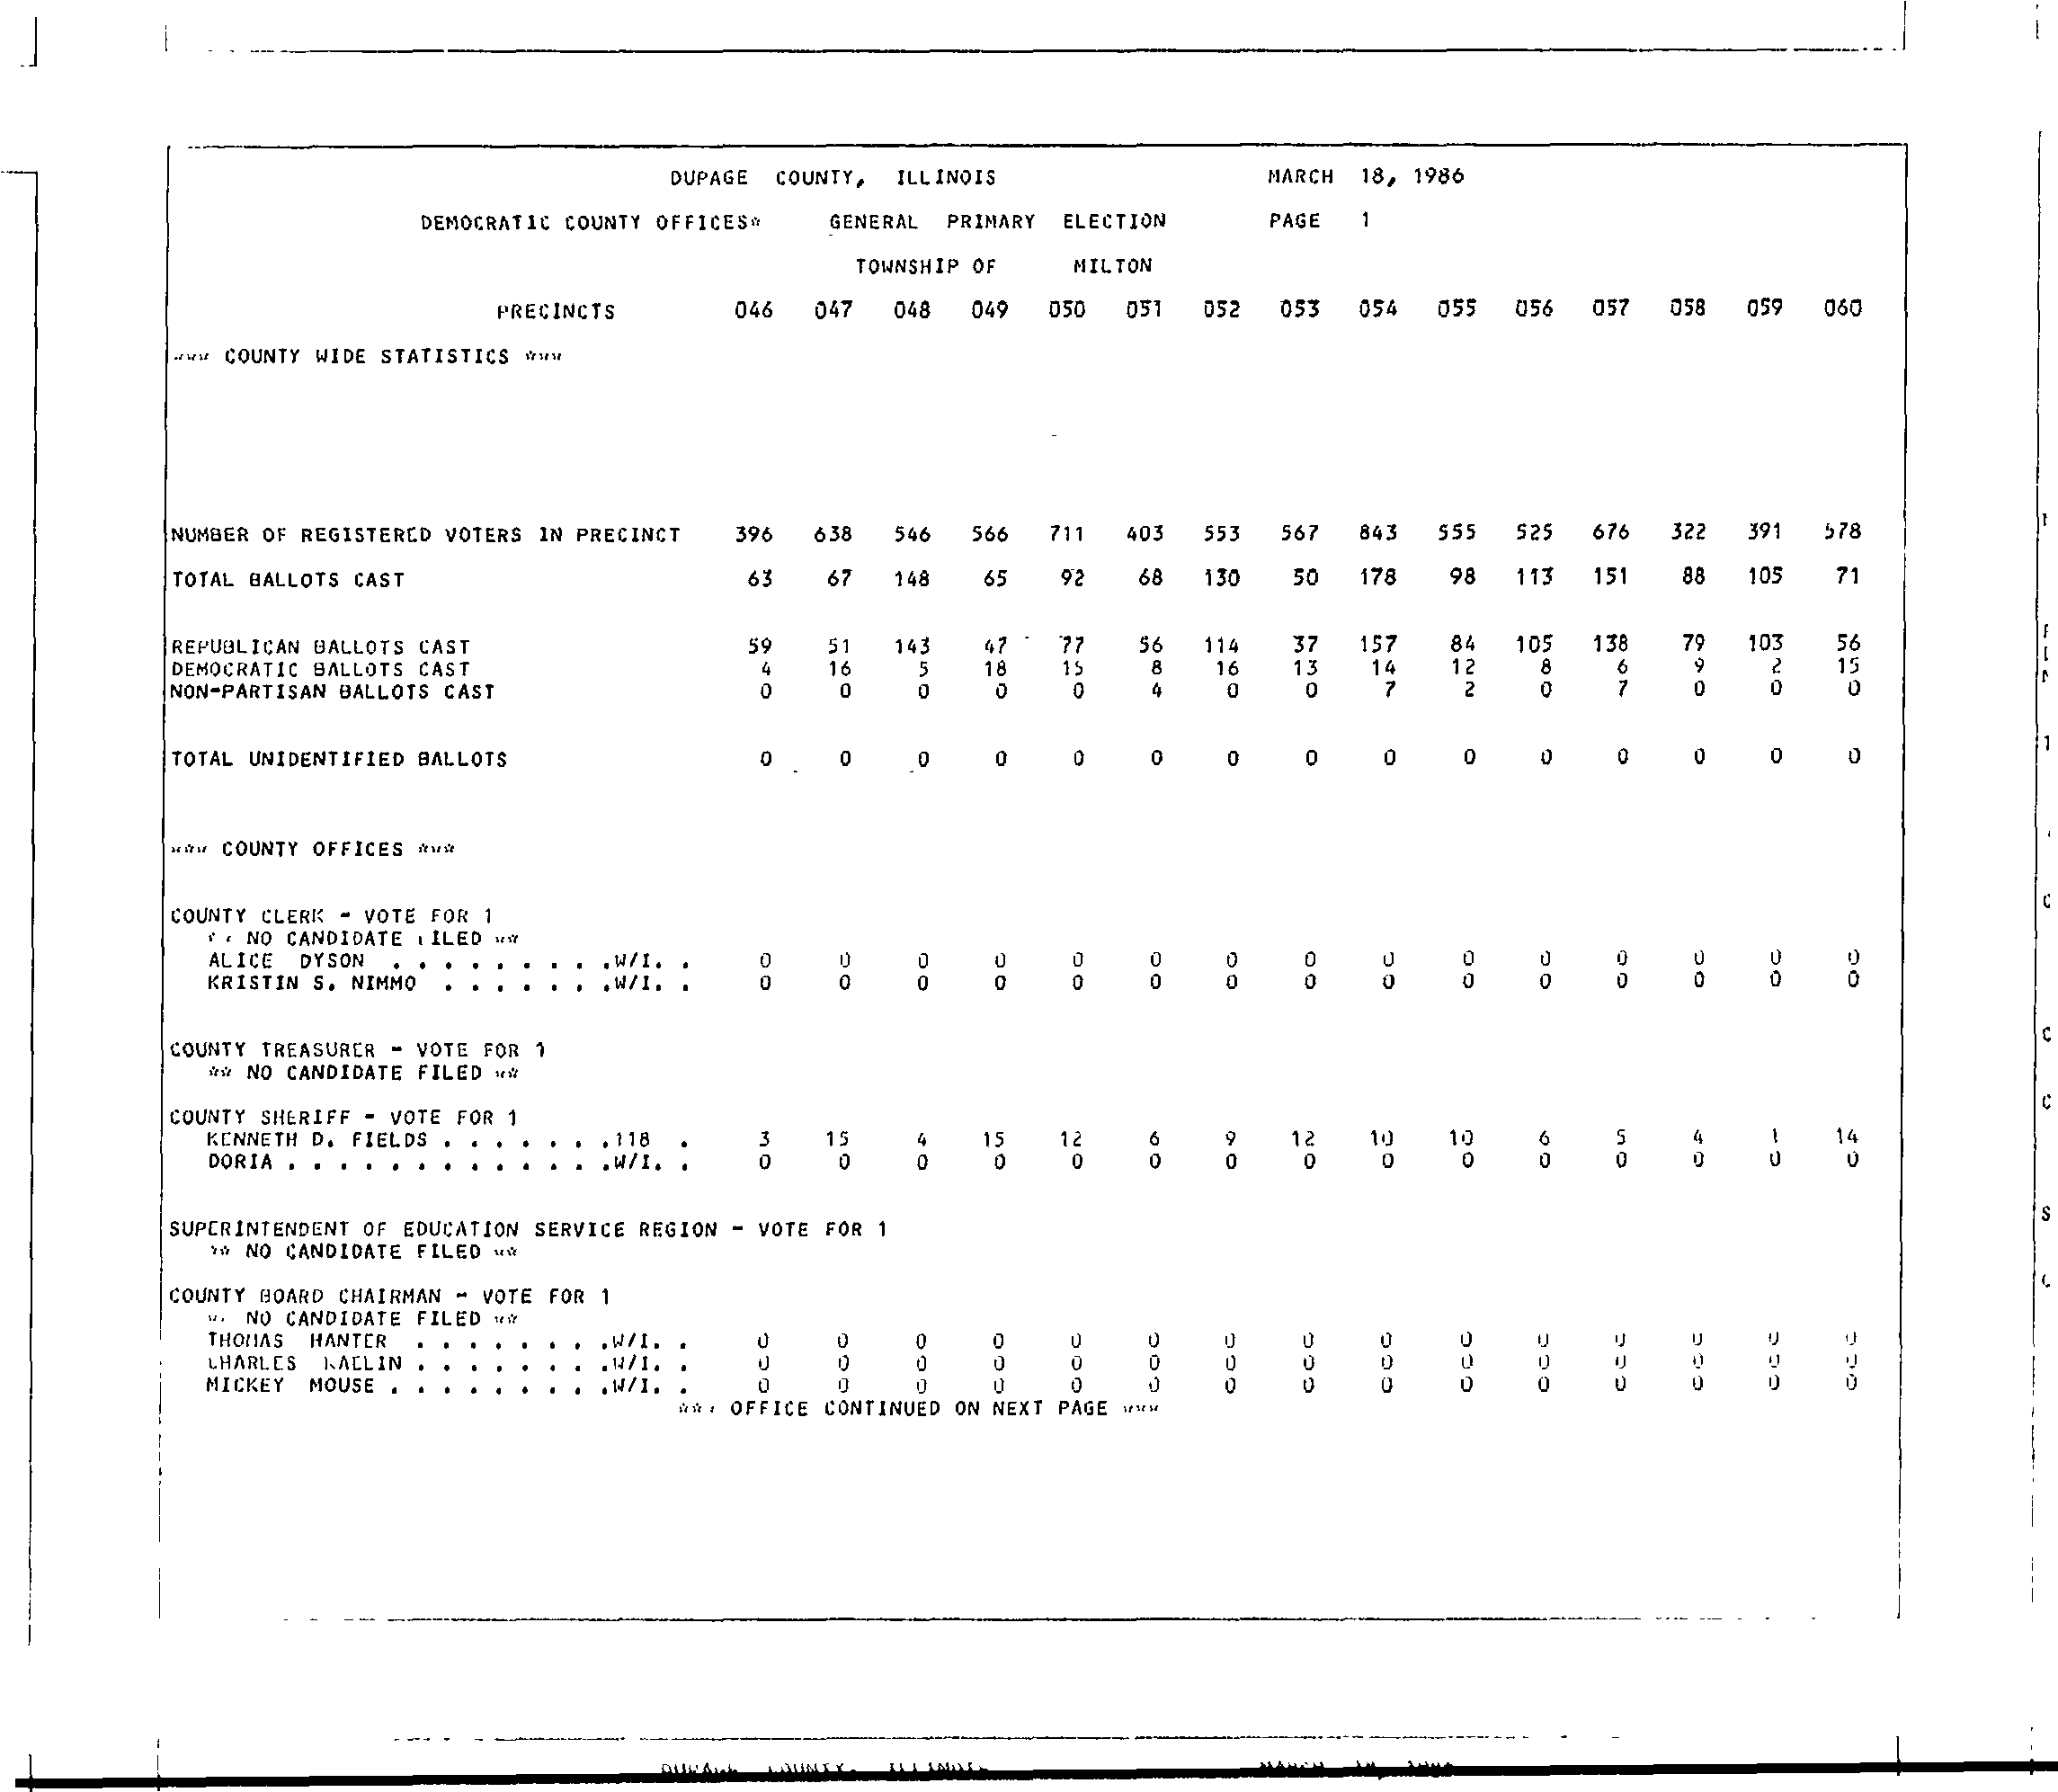 DUPAGE COUNTY, ILLINOIS MARCH 18, 1986
DEMOCRATIC COUNTY OFFICES* GENERAL PRIMARY ELECTION PAGE 1
TOWNSHIP OF MILTON
PRECINCTS 046 047 048 049 050 051 052 053 054 055 056 057 058 059 060
*** COUNTY WIDE STATISTICS ***
NUMBER OF REGISTERED VOTERS IN PRECINCT 396 638 546 566 711 403 553 567 843 555 525 676 322 391 578
TOTAL BALLOTS CAST 63 67 148 65 92 68 130 50 178 98 113 151 88 105 71
REPUBLICAN BALLOTS CAST 59 51 143 47 77 56 114 37 157 84 105 138 79 103 56
DEMOCRATIC BALLOTS CAST 4 16 5 18 15 8 16 13 14 12 8 6 9 2 15
NON-PARTISAN BALLOTS CAST 0 0 0 0 0 4 0 0 7 2 0 7 0 0 0
TOTAL UNIDENTIFIED BALLOTS 0 0 0 0 0 0 0 0 0 0 0 0 0 0 0
*** COUNTY OFFICES ***
COUNTY CLERK - VOTE FOR 1
** NO CANDIDATE FILED **
ALICE DYSON . . . . . . . . .W/I. . 0 0 0 0 0 0 0 0 0 0 0 0 0 0 0
KRISTIN S. NIMMO . . . . . . .W/I. . 0 0 0 0 0 0 0 0 0 0 0 0 0 0 0
COUNTY TREASURER - VOTE FOR 1
** NO CANDIDATE FILED **
COUNTY SHERIFF - VOTE FOR 1
KENNETH D. FIELDS . . . . . . .118 . 3 15 4 15 12 6 9 12 10 10 6 5 4 1 14
DORIA . . . . . . . . . . . . .W/I. . 0 0 0 0 0 0 0 0 0 0 0 0 0 0 0
SUPERINTENDENT OF EDUCATION SERVICE REGION - VOTE FOR 1
** NO CANDIDATE FILED **
COUNTY BOARD CHAIRMAN - VOTE FOR 1
** NO CANDIDATE FILED **
THOMAS HANTER . . . . . . . .W/I. . 0 0 0 0 0 0 0 0 0 0 0 0 0 0 0
CHARLES KAELIN . . . . . . . .W/I. . 0 0 0 0 0 0 0 0 0 0 0 0 0 0 0
MICKEY MOUSE . . . . . . . . .W/I. . 0 0 0 0 0 0 0 0 0 0 0 0 0 0 0
*** OFFICE CONTINUED ON NEXT PAGE ***